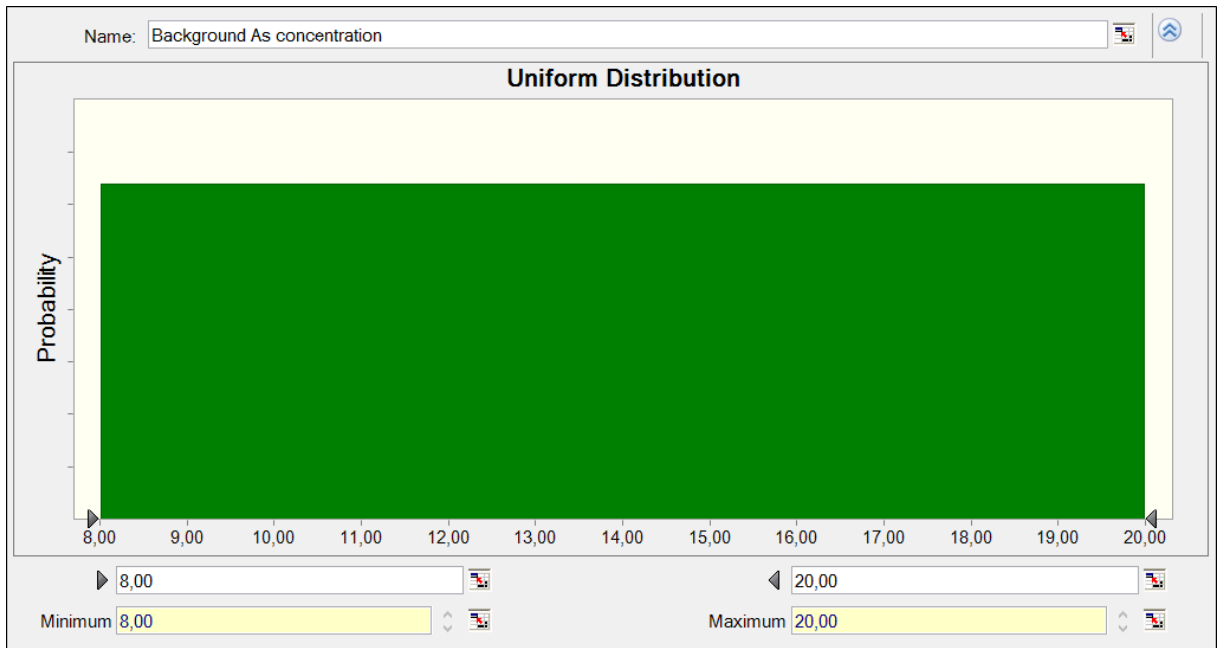 Name: Background As concentration
Uniform Distribution
Probability
8,00 9,00 10,00 11,00 12,00 13,00 14,00 15,00 16,00 17,00 18,00 19,00 20,00
8,00 20,00
Minimum 8,00 Maximum 20,00